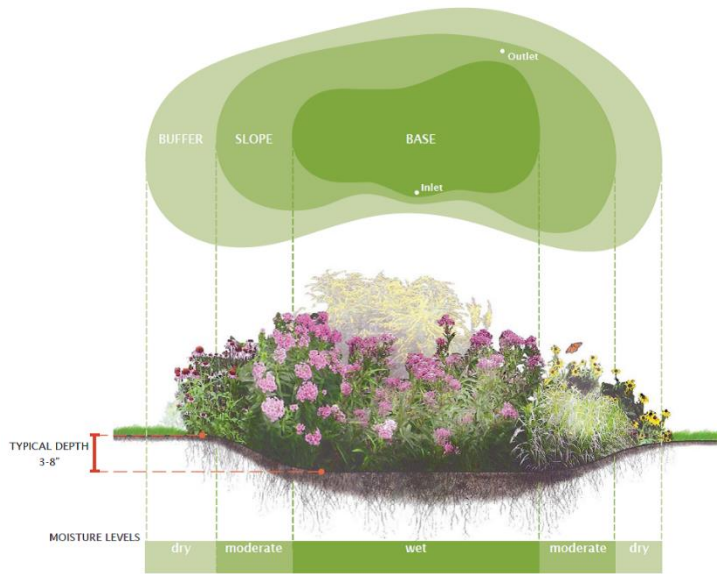 Outlet
BUFFER SLOPE BASE
Inlet
TYPICAL DEPTH
3-8"
MOISTURE LEVELS
dry moderate wet moderate dry